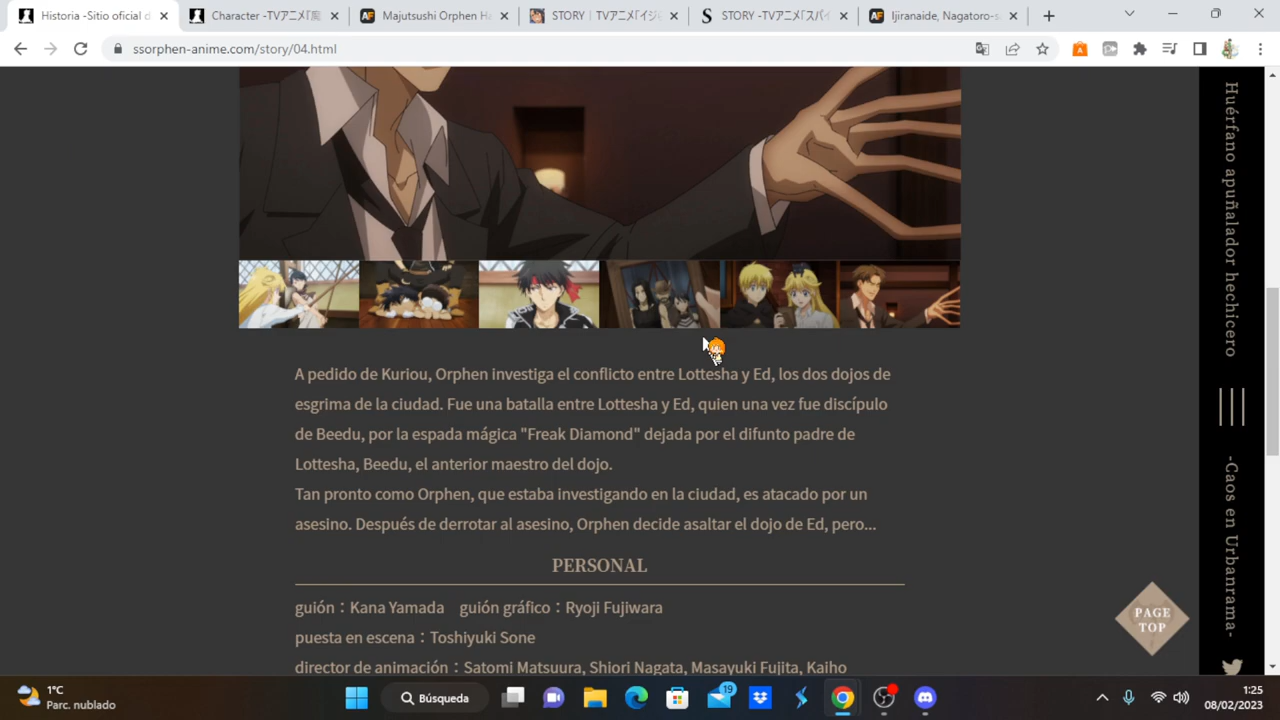 Historia -Sitio oficial d
Character -TVアニメ『魔
Majutsushi Orphen Ha
STORY｜TVアニメ「イジ
STORY -TVアニメ『スパイ
Ijiranaide, Nagatoro-s
ssorphen-anime.com/story/04.html
Huérfano apuñalador hechicero
-Caos en Urbanrama-
A pedido de Kuriou, Orphen investiga el conflicto entre Lottesha y Ed, los dos dojos de
esgrima de la ciudad. Fue una batalla entre Lottesha y Ed, quien una vez fue discípulo
de Beedu, por la espada mágica "Freak Diamond" dejada por el difunto padre de
Lottesha, Beedu, el anterior maestro del dojo.
Tan pronto como Orphen, que estaba investigando en la ciudad, es atacado por un
asesino. Después de derrotar al asesino, Orphen decide asaltar el dojo de Ed, pero...
PERSONAL
guión：Kana Yamada　guión gráfico：Ryoji Fujiwara
puesta en escena：Toshiyuki Sone
director de animación：Satomi Matsuura, Shiori Nagata, Masayuki Fujita, Kaiho
PAGE
TOP
1°C
Parc. nublado
Búsqueda
19
1:25
08/02/2023